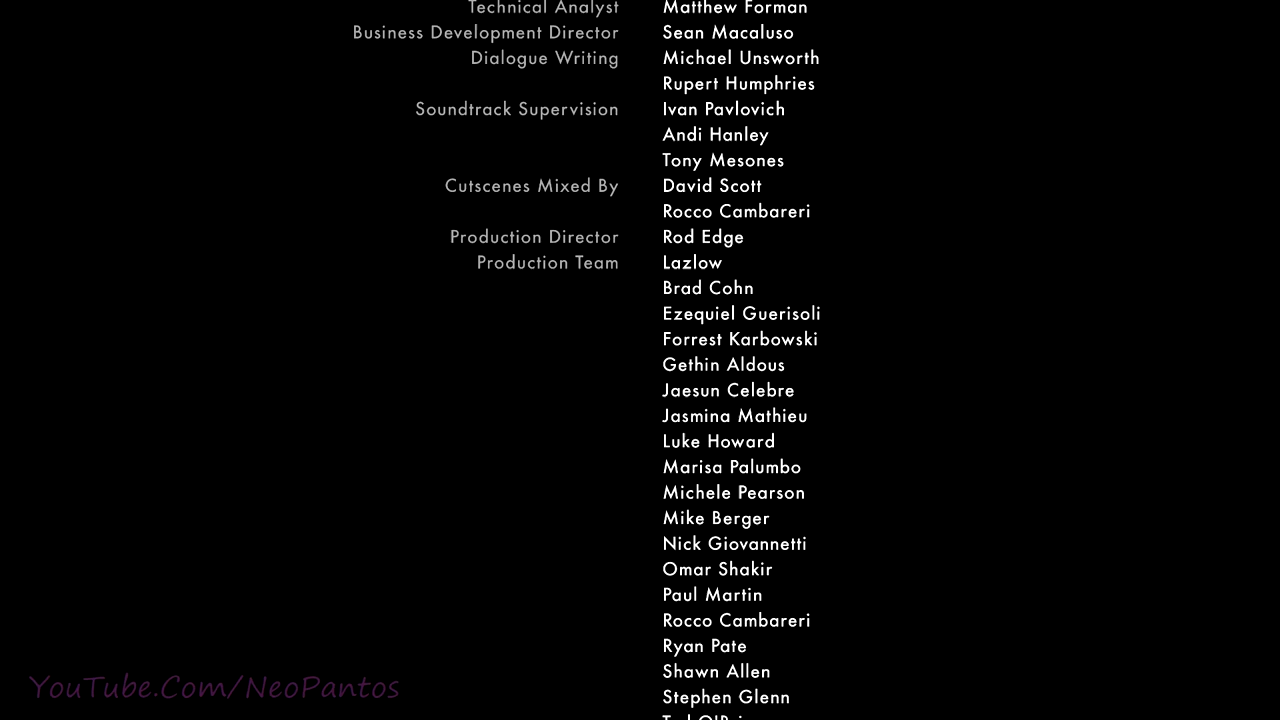 Technical Analyst Matthew Forman
Business Development Director Sean Macaluso
Dialogue Writing Michael Unsworth
Rupert Humphries
Soundtrack Supervision Ivan Pavlovich
Andi Hanley
Tony Mesones
Cutscenes Mixed By David Scott
Rocco Cambareri
Production Director Rod Edge
Production Team Lazlow
Brad Cohn
Ezequiel Guerisoli
Forrest Karbowski
Gethin Aldous
Jaesun Celebre
Jasmina Mathieu
Luke Howard
Marisa Palumbo
Michele Pearson
Mike Berger
Nick Giovannetti
Omar Shakir
Paul Martin
Rocco Cambareri
Ryan Pate
Shawn Allen
Stephen Glenn
YouTube.Com/NeoPantos